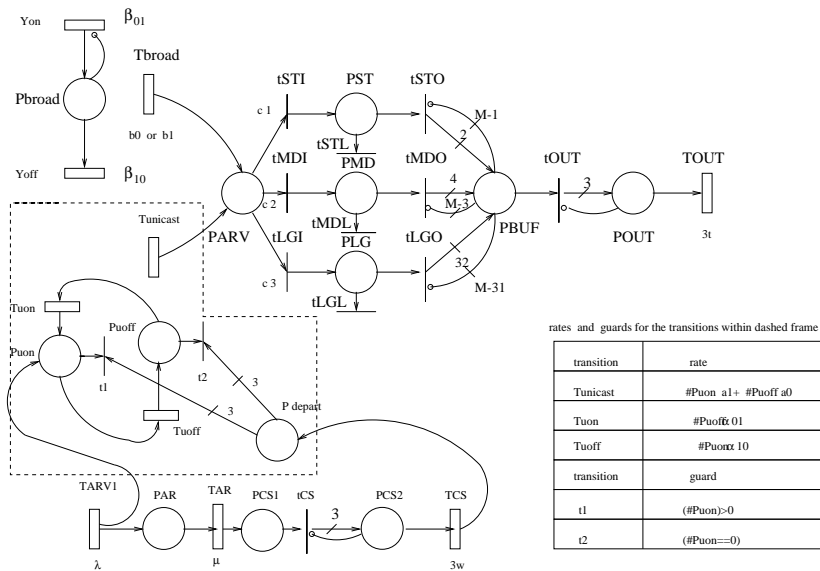 Yon
β01
Tbroad
Pbroad
b0 or b1
Yoff
β10
tSTI
PST
tSTO
c 1
M-1
tSTL
2
PMD
tMDI
tMDO
tOUT
TOUT
c 2
4
3
M-3
PARV
tMDL
PBUF
POUT
3t
Tunicast
PLG
tLGI
tLGO
c 3
32
M-31
tLGL
Tuon
Puoff
Puon
t1
t2
3
3
P depart
Tuoff
TARV1
PAR
TAR
PCS1
tCS
PCS2
TCS
3
λ
μ
3w
rates and guards for the transitions within dashed frame
transition rate
Tunicast #Puon a1+ #Puoff a0
Tuon #Puoffα 01
Tuoff #Puonα 10
transition guard
t1 (#Puon)>0
t2 (#Puon==0)